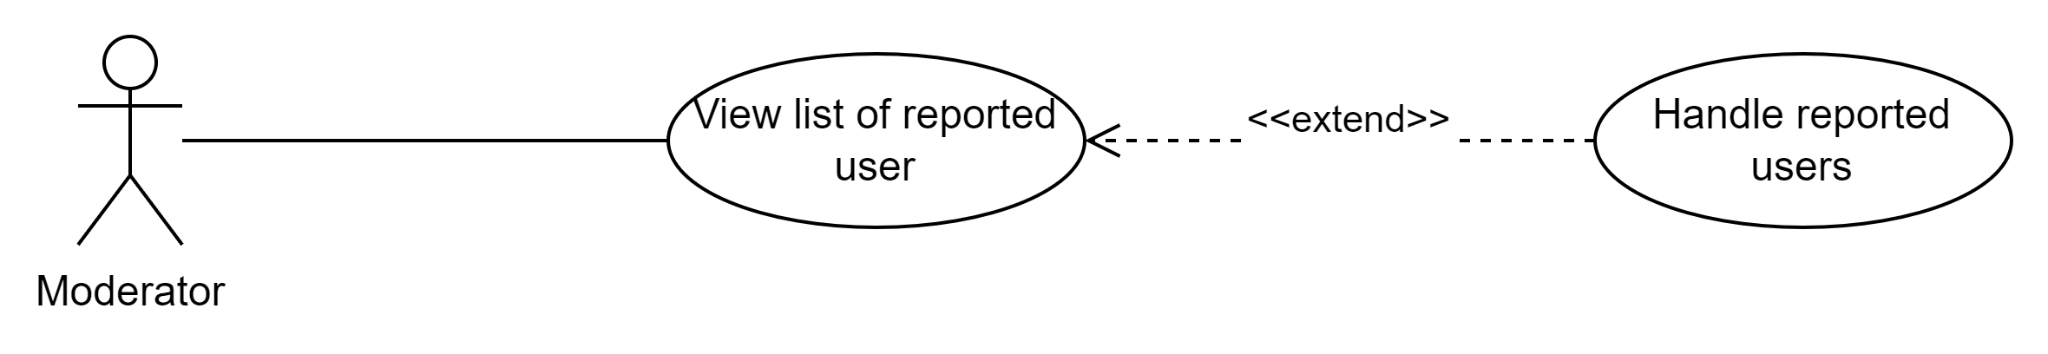 View list of reported
user
<<extend>>
Handle reported
users
Moderator